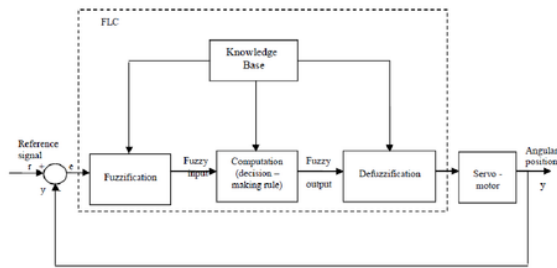 FLC
Knowledge
Base
Reference
signal
r
+
e
y
Fuzzification
Fuzzy
input
Computation
(decision –
making rule)
Fuzzy
output
Defuzzification
Servo -
motor
Angular
position
y